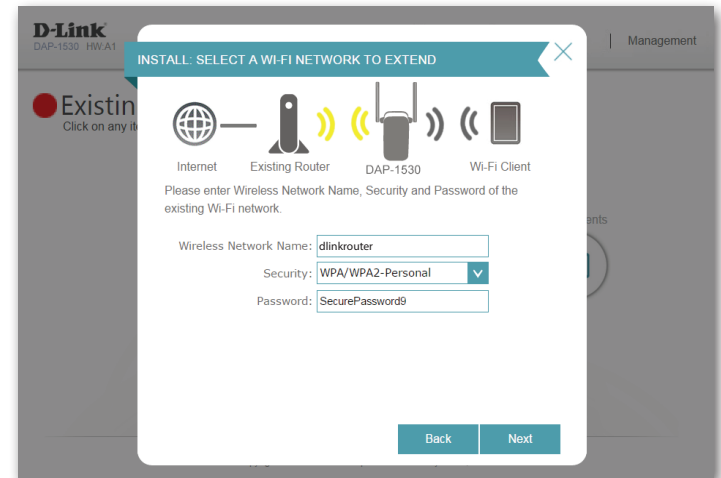 D-Link
DAP-1530 HW:A1
Management
INSTALL: SELECT A WI-FI NETWORK TO EXTEND
Existin
Click on any it
Internet Existing Router DAP-1530 Wi-Fi Client
Please enter Wireless Network Name, Security and Password of the
existing Wi-Fi network.
ents
Wireless Network Name: dlinkrouter
Security: WPA/WPA2-Personal
Password: SecurePassword9
Back Next